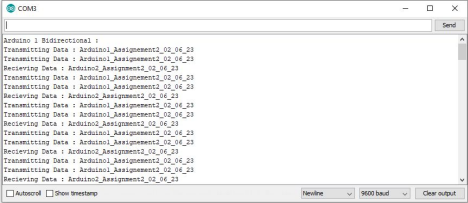 COM3
Send
Arduino 1 Bidirectional :
Transmitting Data : Arduino1_Assignement2_02_06_23
Transmitting Data : Arduino1_Assignement2_02_06_23
Recieving Data : Arduino2_Assignment2_02_06_23
Transmitting Data : Arduino1_Assignement2_02_06_23
Transmitting Data : Arduino1_Assignement2_02_06_23
Recieving Data : Arduino2_Assignment2_02_06_23
Transmitting Data : Arduino1_Assignement2_02_06_23
Transmitting Data : Arduino1_Assignement2_02_06_23
Recieving Data : Arduino2_Assignment2_02_06_23
Transmitting Data : Arduino1_Assignement2_02_06_23
Transmitting Data : Arduino1_Assignement2_02_06_23
Recieving Data : Arduino2_Assignment2_02_06_23
Transmitting Data : Arduino1_Assignement2_02_06_23
Transmitting Data : Arduino1_Assignement2_02_06_23
Recieving Data : Arduino2_Assignment2_02_06_23
Autoscroll Show timestamp Newline 9600 baud Clear output